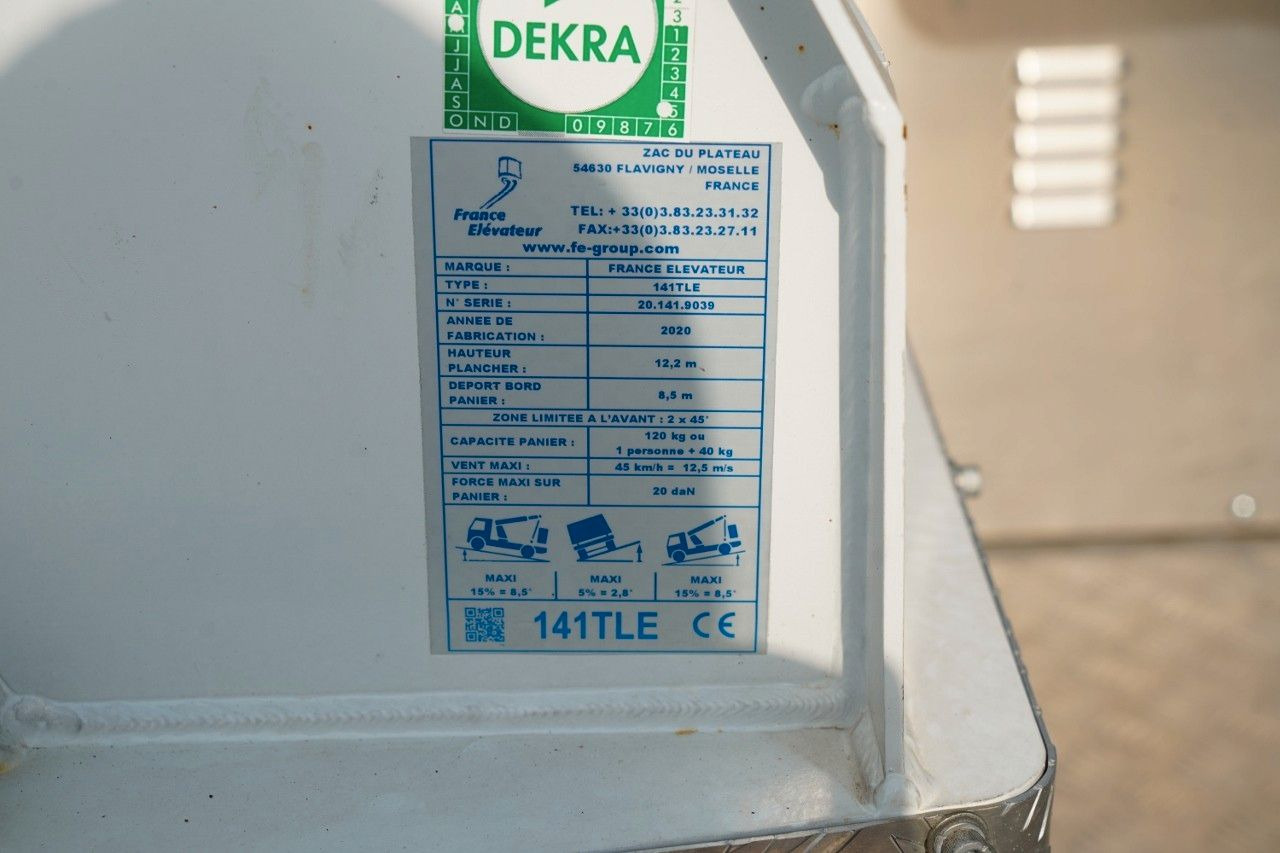 DEKRA
A
J
J
A
S
O N D
2
3
1
2
3
4
5
0 9 8 7 6
ZAC DU PLATEAU
54630 FLAVIGNY / MOSELLE
FRANCE
France
Elévateur
TEL: + 33(0)3.83.23.31.32
FAX:+33(0)3.83.23.27.11
www.fe-group.com
MARQUE : FRANCE ELEVATEUR
TYPE : 141TLE
N° SERIE : 20.141.9039
ANNEE DE
FABRICATION : 2020
HAUTEUR
PLANCHER : 12,2 m
DEPORT BORD
PANIER : 8,5 m
ZONE LIMITEE A L'AVANT : 2 x 45°
CAPACITE PANIER : 120 kg ou
1 personne + 40 kg
VENT MAXI : 45 km/h = 12,5 m/s
FORCE MAXI SUR
PANIER : 20 daN
MAXI MAXI MAXI
15% = 8,5° 5% = 2,8° 15% = 8,5°
141TLE CE